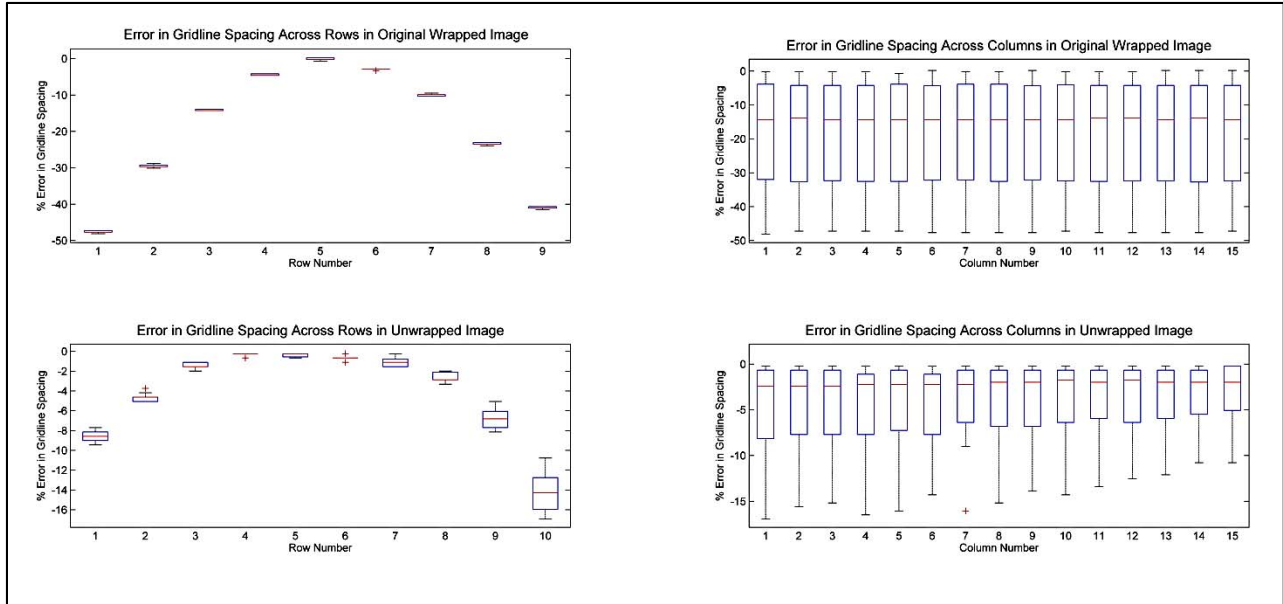 Error in Gridline Spacing Across Rows in Original Wrapped Image
% Error in Gridline Spacing
0
-10
-20
-30
-40
-50
1 2 3 4 5 6 7 8 9
Row Number
Error in Gridline Spacing Across Columns in Original Wrapped Image
% Error in Gridline Spacing
0
-10
-20
-30
-40
-50
1 2 3 4 5 6 7 8 9 10 11 12 13 14 15
Column Number
Error in Gridline Spacing Across Rows in Unwrapped Image
% Error in Gridline Spacing
0
-2
-4
-6
-8
-10
-12
-14
-16
1 2 3 4 5 6 7 8 9 10
Row Number
Error in Gridline Spacing Across Columns in Unwrapped Image
% Error in Gridline Spacing
0
-5
-10
-15
1 2 3 4 5 6 7 8 9 10 11 12 13 14 15
Column Number